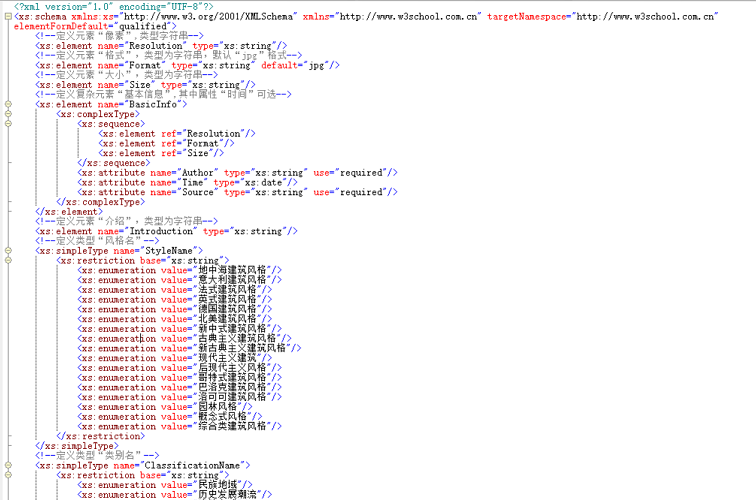 <?xml version="1.0" encoding="UTF-8"?>
<xs:schema xmlns:xs="http://www.w3.org/2001/XMLSchema" xmlns="http://www.w3school.com.cn" targetNamespace="http://www.w3school.com.cn"
elementFormDefault="qualified">
<!--定义元素“像素”,类型字符串-->
<xs:element name="Resolution" type="xs:string"/>
<!--定义元素“格式”，类型为字符串，默认“jpg”格式-->
<xs:element name="Format" type="xs:string" default="jpg"/>
<!--定义元素“大小”，类型为字符串-->
<xs:element name="Size" type="xs:string"/>
<!--定义复杂元素“基本信息”,其中属性“时间”可选-->
<xs:element name="BasicInfo">
<xs:complexType>
<xs:sequence>
<xs:element ref="Resolution"/>
<xs:element ref="Format"/>
<xs:element ref="Size"/>
</xs:sequence>
<xs:attribute name="Author" type="xs:string" use="required"/>
<xs:attribute name="Time" type="xs:date"/>
<xs:attribute name="Source" type="xs:string" use="required"/>
</xs:complexType>
</xs:element>
<!--定义元素“介绍”，类型为字符串-->
<xs:element name="Introduction" type="xs:string"/>
<!--定义类型“风格名”-->
<xs:simpleType name="StyleName">
<xs:restriction base="xs:string">
<xs:enumeration value="地中海建筑风格"/>
<xs:enumeration value="意大利建筑风格"/>
<xs:enumeration value="法式建筑风格"/>
<xs:enumeration value="英式建筑风格"/>
<xs:enumeration value="德国建筑风格"/>
<xs:enumeration value="北美建筑风格"/>
<xs:enumeration value="新中式建筑风格"/>
<xs:enumeration value="古典主义建筑风格"/>
<xs:enumeration value="新古典主义建筑风格"/>
<xs:enumeration value="现代主义建筑"/>
<xs:enumeration value="后现代主义风格"/>
<xs:enumeration value="哥特式建筑风格"/>
<xs:enumeration value="巴洛克建筑风格"/>
<xs:enumeration value="洛可可建筑风格"/>
<xs:enumeration value="园林风格"/>
<xs:enumeration value="概念式风格"/>
<xs:enumeration value="综合类建筑风格"/>
</xs:restriction>
</xs:simpleType>
<!--定义类型“类别名”-->
<xs:simpleType name="ClassificationName">
<xs:restriction base="xs:string">
<xs:enumeration value="民族地域"/>
<xs:enumeration value="历史发展潮流"/>